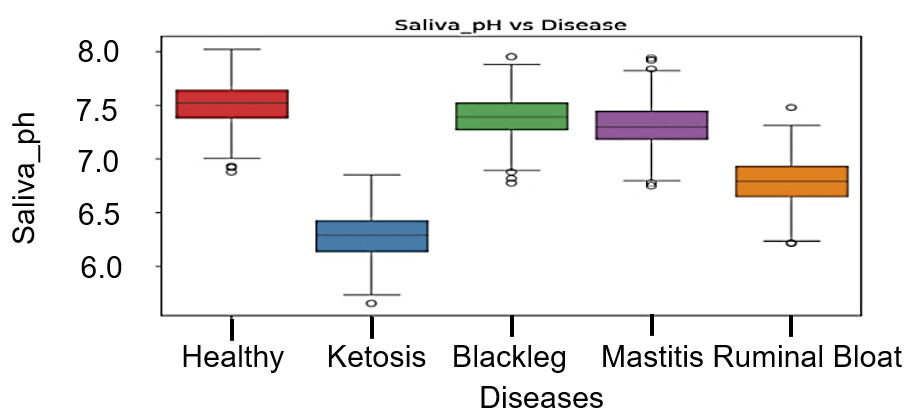 Saliva_pH vs Disease
Saliva_ph
8.0
7.5
7.0
6.5
6.0
Healthy Ketosis Blackleg Mastitis Ruminal Bloat
Diseases